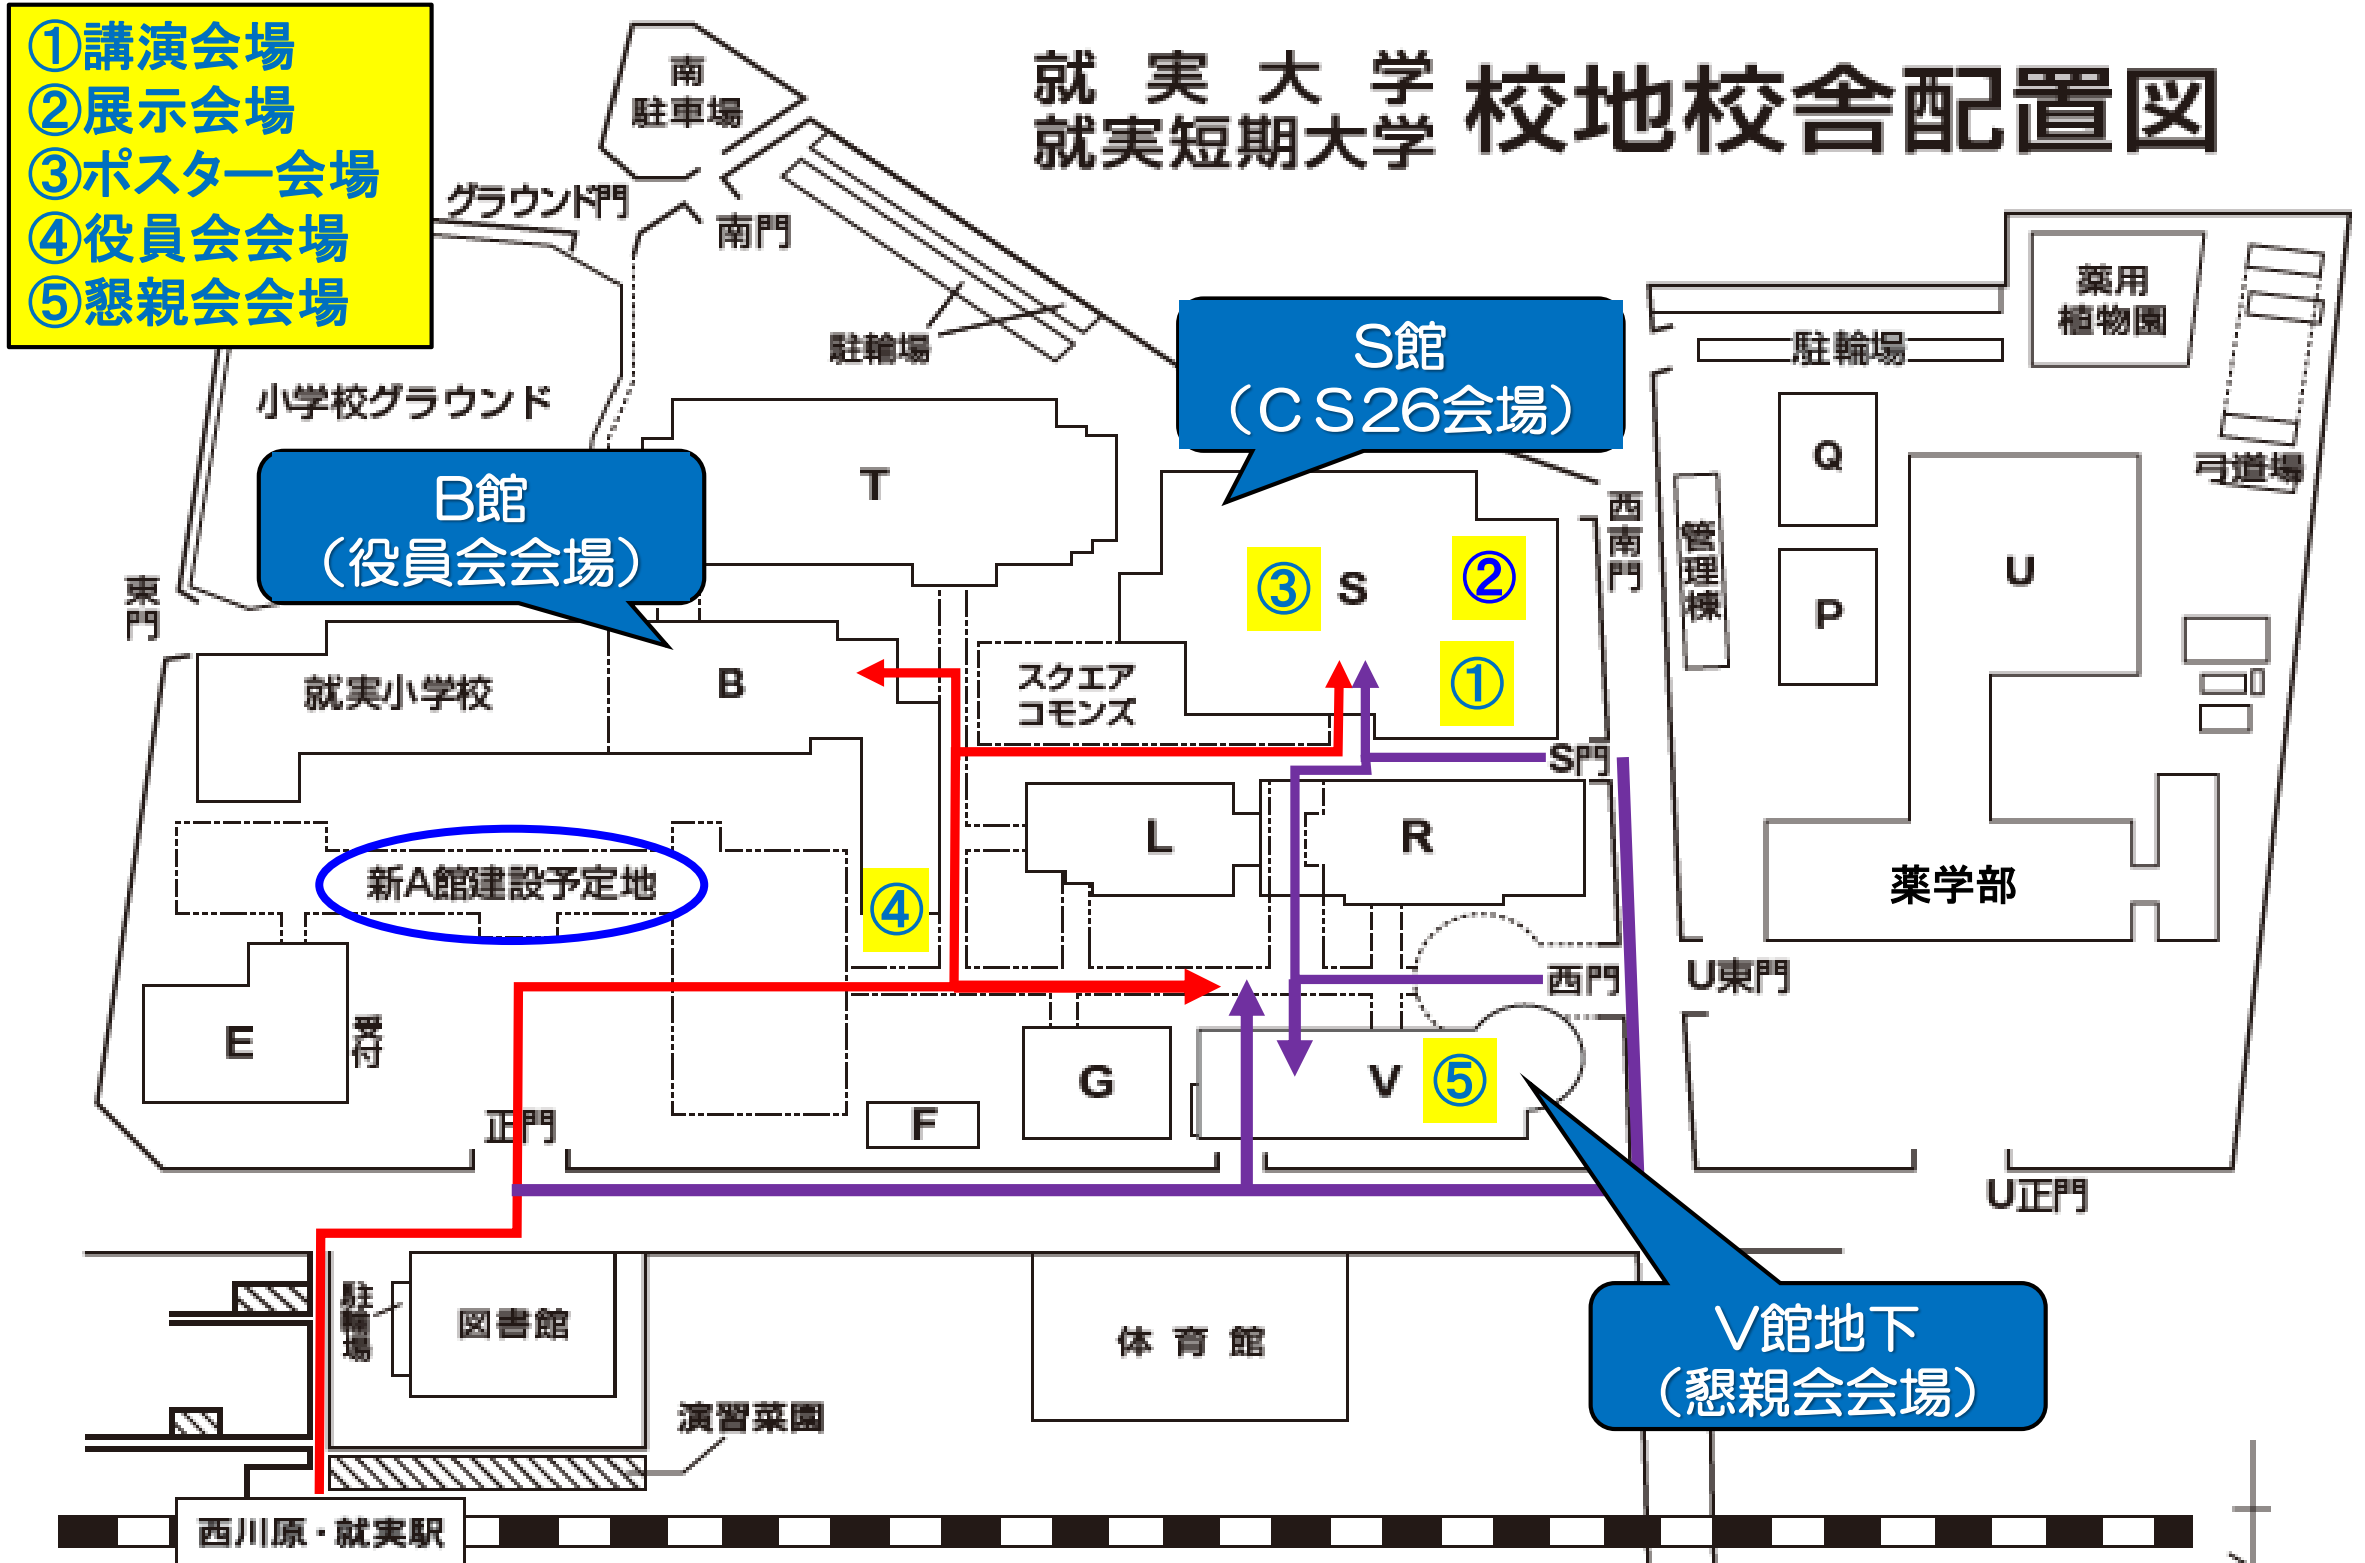 ①講演会場
②展示会場
③ポスター会場
④役員会会場
⑤懇親会会場
就実大学
就実短期大学
校地校舎配置図
南
駐車場
グラウンド門
南門
駐輪場
小学校グラウンド
S館
（ＣＳ26会場）
駐輪場
薬用
植物園
弓道場
B館
（役員会会場）
T
S
③
②
①
西南門
管理棟
Q
P
U
東門
就実小学校
B
スクエア
コモンズ
S門
L
R
新A館建設予定地
④
薬学部
西門
U東門
E
受付
G
V
⑤
F
正門
U正門
駐輪場
図書館
体育館
V館地下
（懇親会会場）
演習菜園
西川原・就実駅